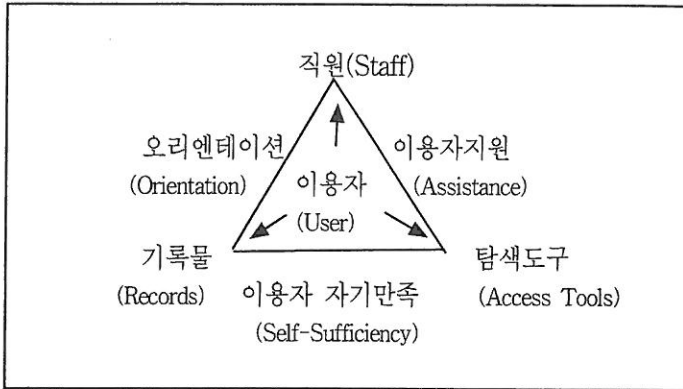 직원(Staff)
오리엔테이션 이용자지원
(Orientation) 이용자 (Assistance)
(User)
기록물 탐색도구
(Records) 이용자 자기만족 (Access Tools)
(Self-Sufficiency)